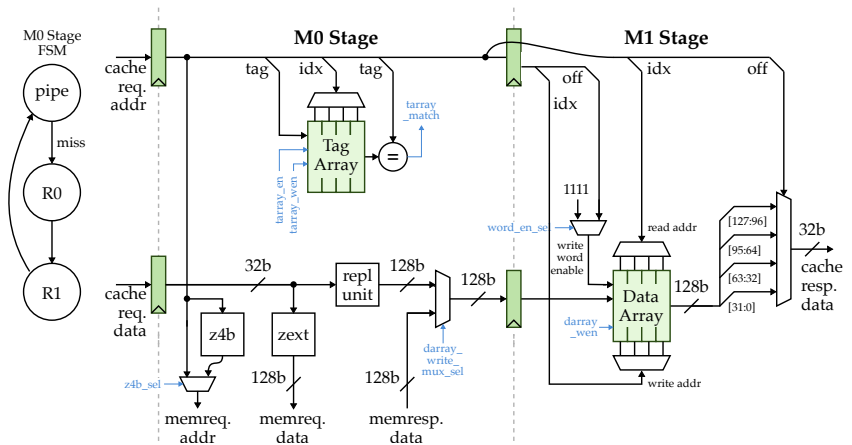 M0 Stage
FSM
pipe
miss
R0
R1
M0 Stage
M1 Stage
cache
req.
addr
tag
idx
tag
off
idx
idx
off
tarray
_match
Tag
Array
=
tarray_en
tarray_wen
1111
word_en_sel
write
word
enable
read addr
[127:96]
[95:64]
[63:32]
[31:0]
32b
cache
resp.
data
cache
req.
data
32b
repl
unit
128b
128b
Data
Array
128b
darray_
_wen
z4b
zext
darray_
write_
mux_sel
z4b_sel
128b
128b
write addr
memreq.
addr
memreq.
data
memresp.
data